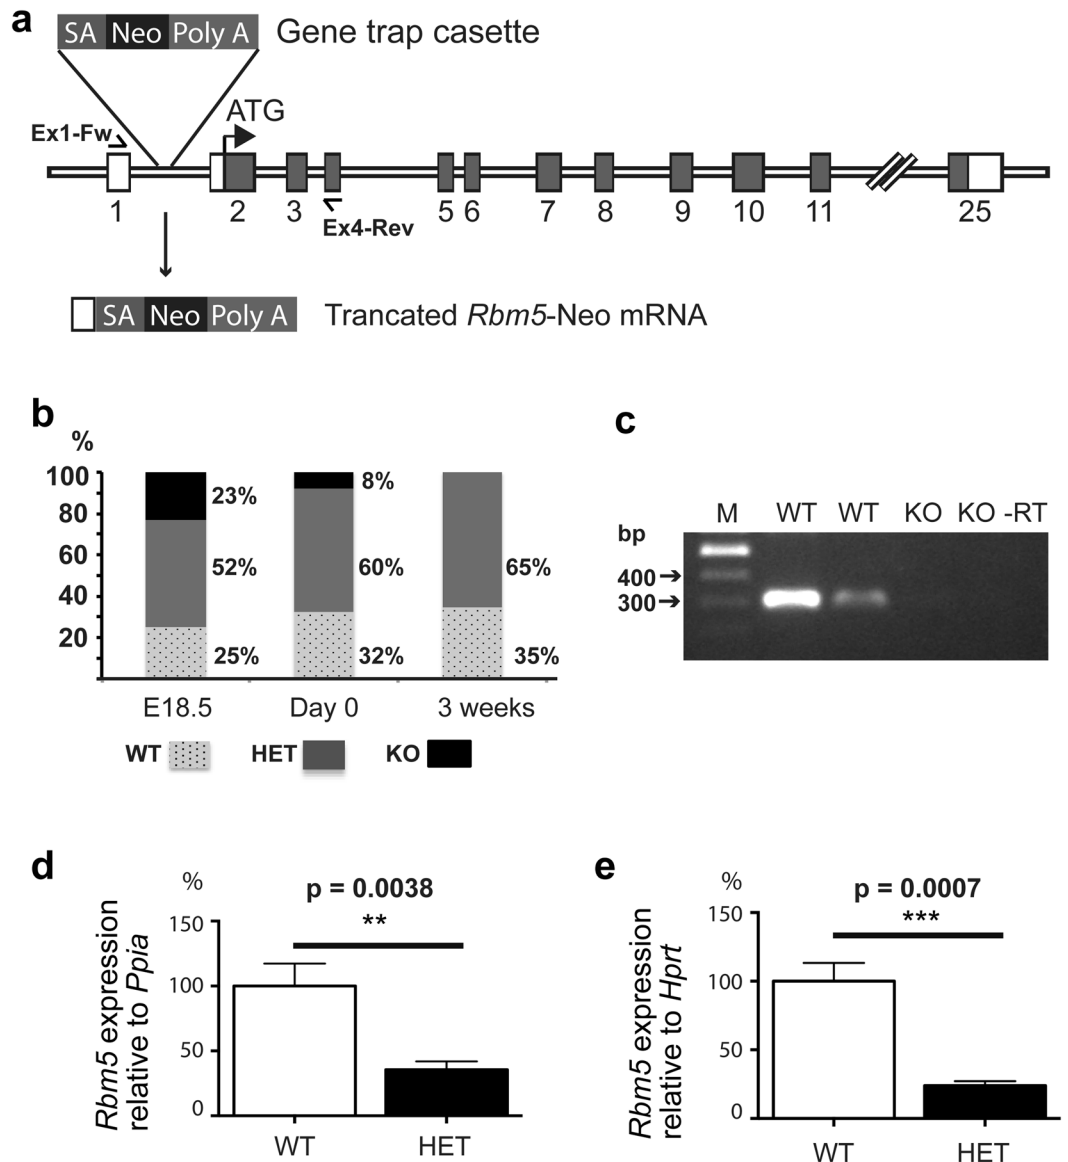 a
SA Neo Poly A Gene trap casette
ATG
Ex1-Fw
1 2 3 5 6 7 8 9 10 11 25
Ex4-Rev
SA Neo Poly A Trancated Rbm5-Neo mRNA
b
%
100
80
60
40
20
23%
52%
25%
8%
60%
32%
65%
35%
E18.5 Day 0 3 weeks
WT HET KO
c
M WT WT KO KO -RT
bp
400
300
d
%
p = 0.0038
**
Rbm5 expression
relative to Ppia
150
100
50
0
WT HET
e
%
p = 0.0007
***
Rbm5 expression
relative to Hprt
150
100
50
0
WT HET